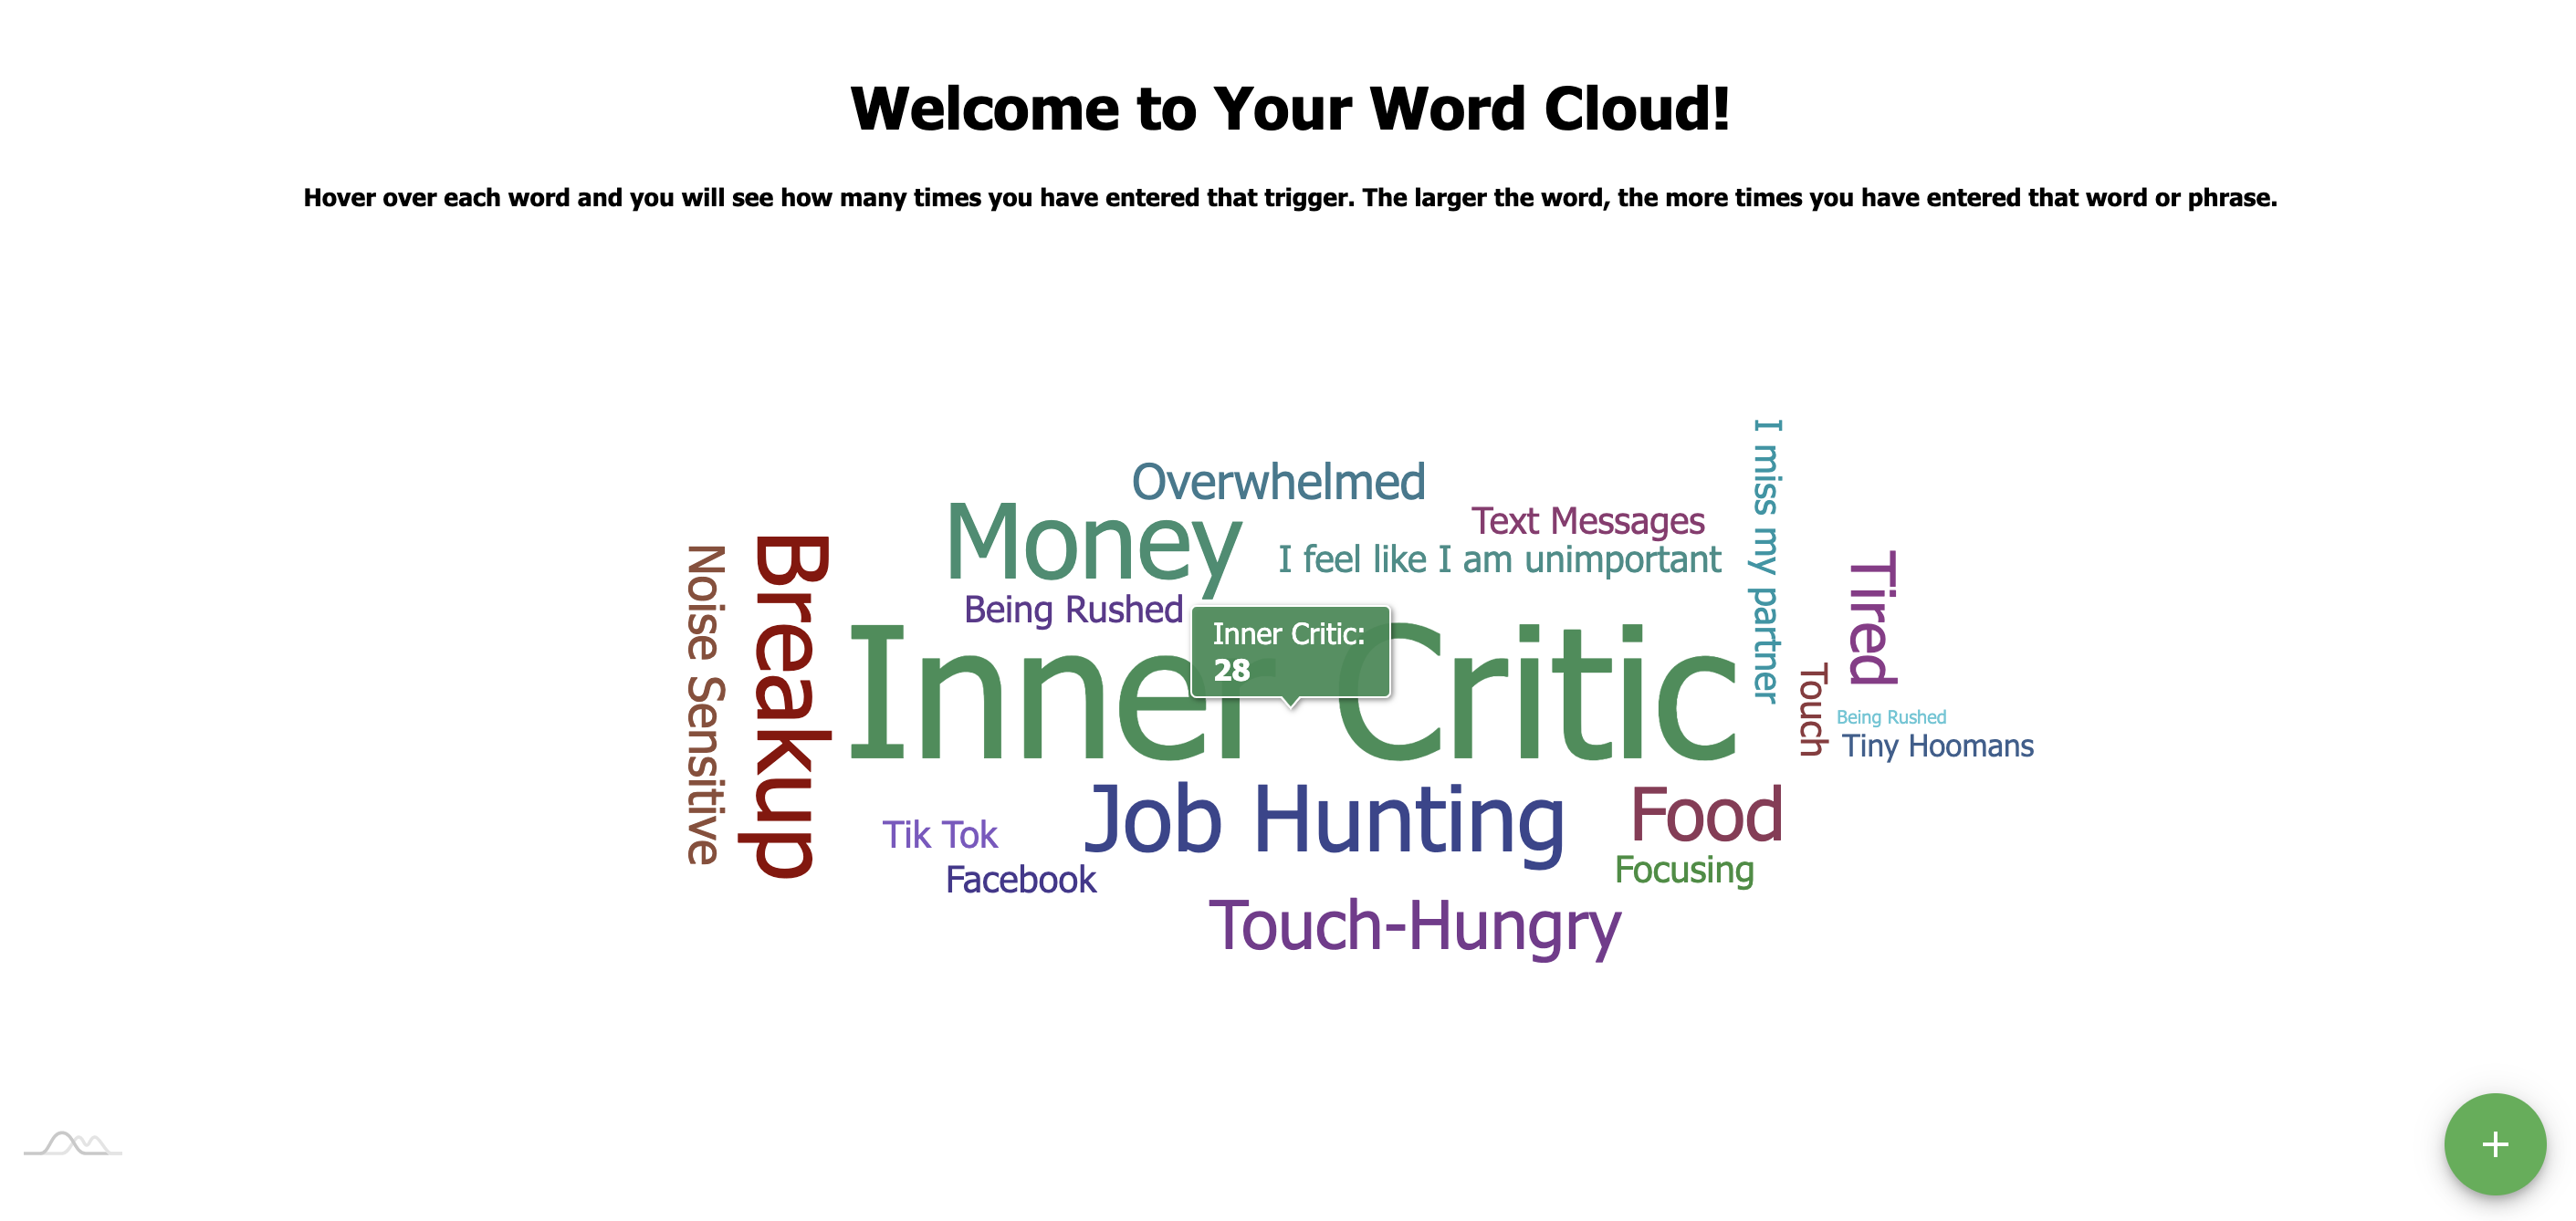 Welcome to Your Word Cloud!
Hover over each word and you will see how many times you have entered that trigger. The larger the word, the more times you have entered that word or phrase.
Overwhelmed
Money
Text Messages
I feel like I am unimportant
I miss my partner
Being Rushed
Noise Sensitive
Breakup
Inner Critic
Inner Critic:
28
Tired
Touch
Being Rushed
Tiny Hoomans
Tik Tok
Job Hunting
Food
Facebook
Focusing
Touch-Hungry
+